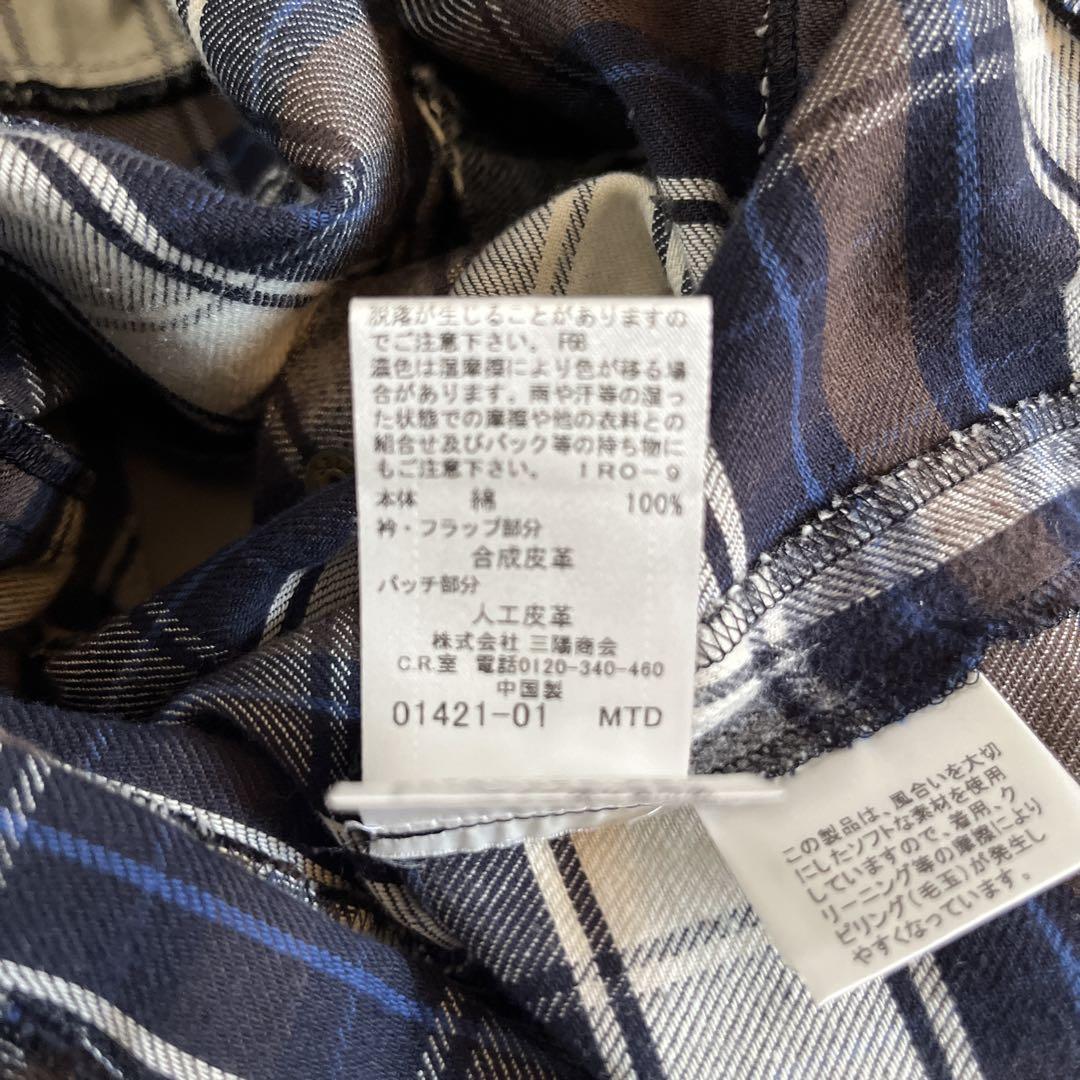 脱落が生じることがありますの
でご注意下さい。 F68
濃色は湿摩擦により色が移る場
合があります。雨や汗等の湿っ
た状態での摩擦や他の衣料との
組合せ及びバック等の持ち物に
もご注意下さい。 IRO-9
本体 綿 100%
衿・フラップ部分
合成皮革
パッチ部分
人工皮革
株式会社 三陽商会
C.R.室 電話0120-340-460
中国製
01421-01 MTD
この製品は、風合いを大切
にしたソフトな素材を使用
していますので、着用、ク
リーニング等の摩擦により
ピリング(毛玉)が発生し
やすくなっています。